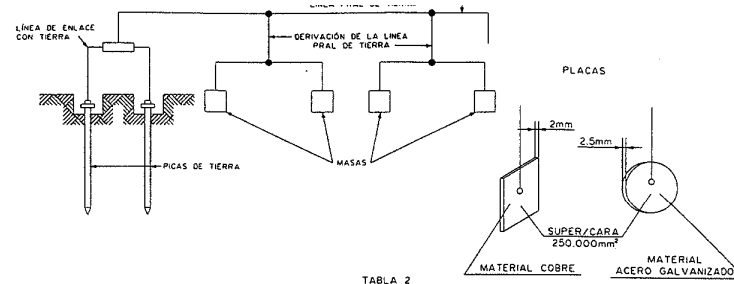 LÍNEA DE ENLACE
CON TIERRA
DERIVACIÓN DE LA LINEA
PRAL DE TIERRA
PICAS DE TIERRA
MASAS
PLACAS
2mm
2.5mm
SUPER/CARA
250.000mm²
MATERIAL COBRE
MATERIAL
ACERO GALVANIZADO
TABLA 2